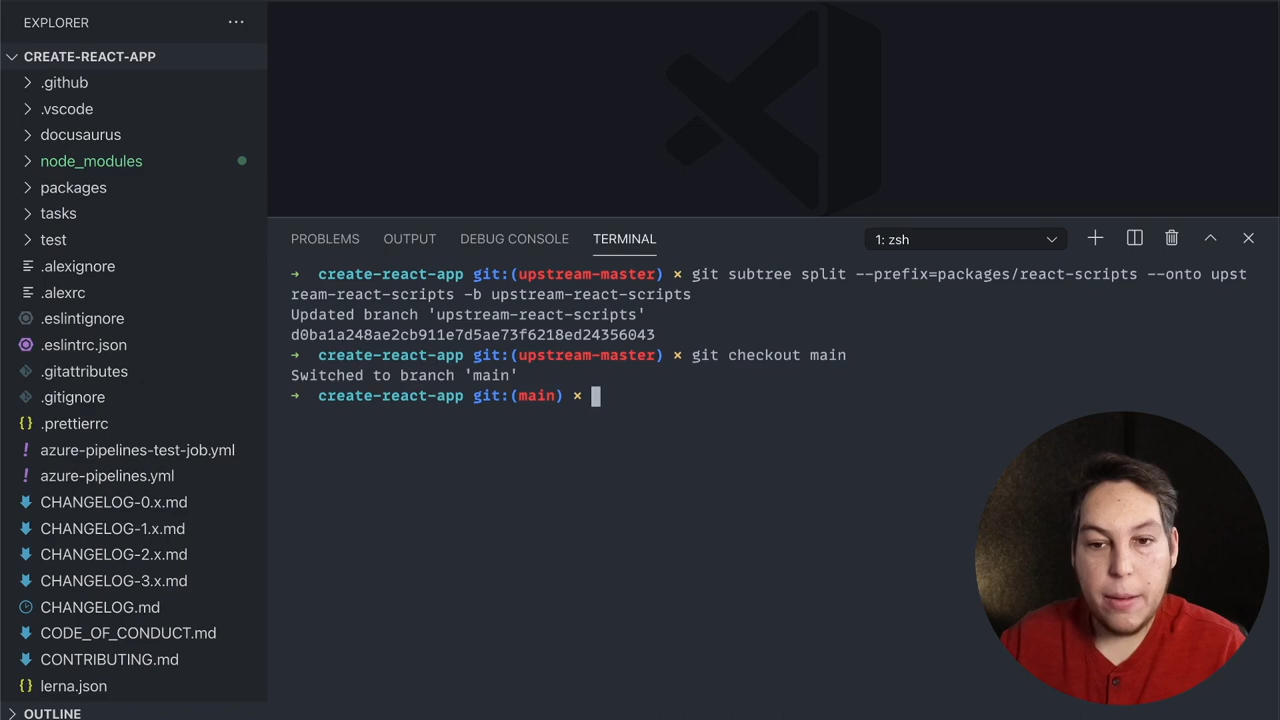 EXPLORER
CREATE-REACT-APP
.github
.vscode
docusaurus
node_modules
packages
tasks
test
.alexignore
.alexrc
.eslintignore
.eslintrc.json
.gitattributes
.gitignore
.prettierrc
azure-pipelines-test-job.yml
azure-pipelines.yml
CHANGELOG-0.x.md
CHANGELOG-1.x.md
CHANGELOG-2.x.md
CHANGELOG-3.x.md
CHANGELOG.md
CODE_OF_CONDUCT.md
CONTRIBUTING.md
lerna.json
OUTLINE
PROBLEMS OUTPUT DEBUG CONSOLE TERMINAL 1: zsh
→ create-react-app git:(upstream-master) × git subtree split --prefix=packages/react-scripts --onto upst
ream-react-scripts -b upstream-react-scripts
Updated branch 'upstream-react-scripts'
d0ba1a248ae2cb911e7d5ae73f6218ed24356043
→ create-react-app git:(upstream-master) × git checkout main
Switched to branch 'main'
→ create-react-app git:(main) ×